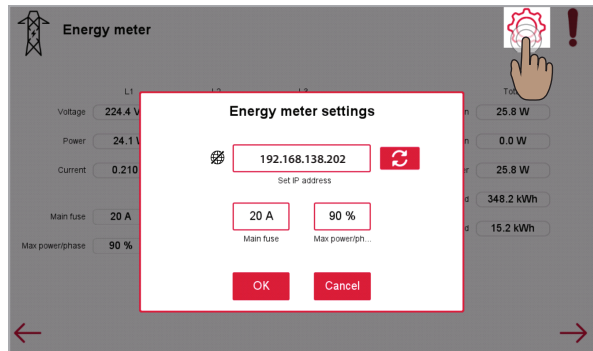 Energy meter
L1 L2 L3
Voltage 224.4 V 25.8 W
Power 24.1 0.0 W
Current 0.210 25.8 W
348.2 kWh
Main fuse 20 A 15.2 kWh
Max power/phase 90 %
Energy meter settings
192.168.138.202
Set IP address
20 A 90 %
Main fuse Max power/ph...
OK Cancel